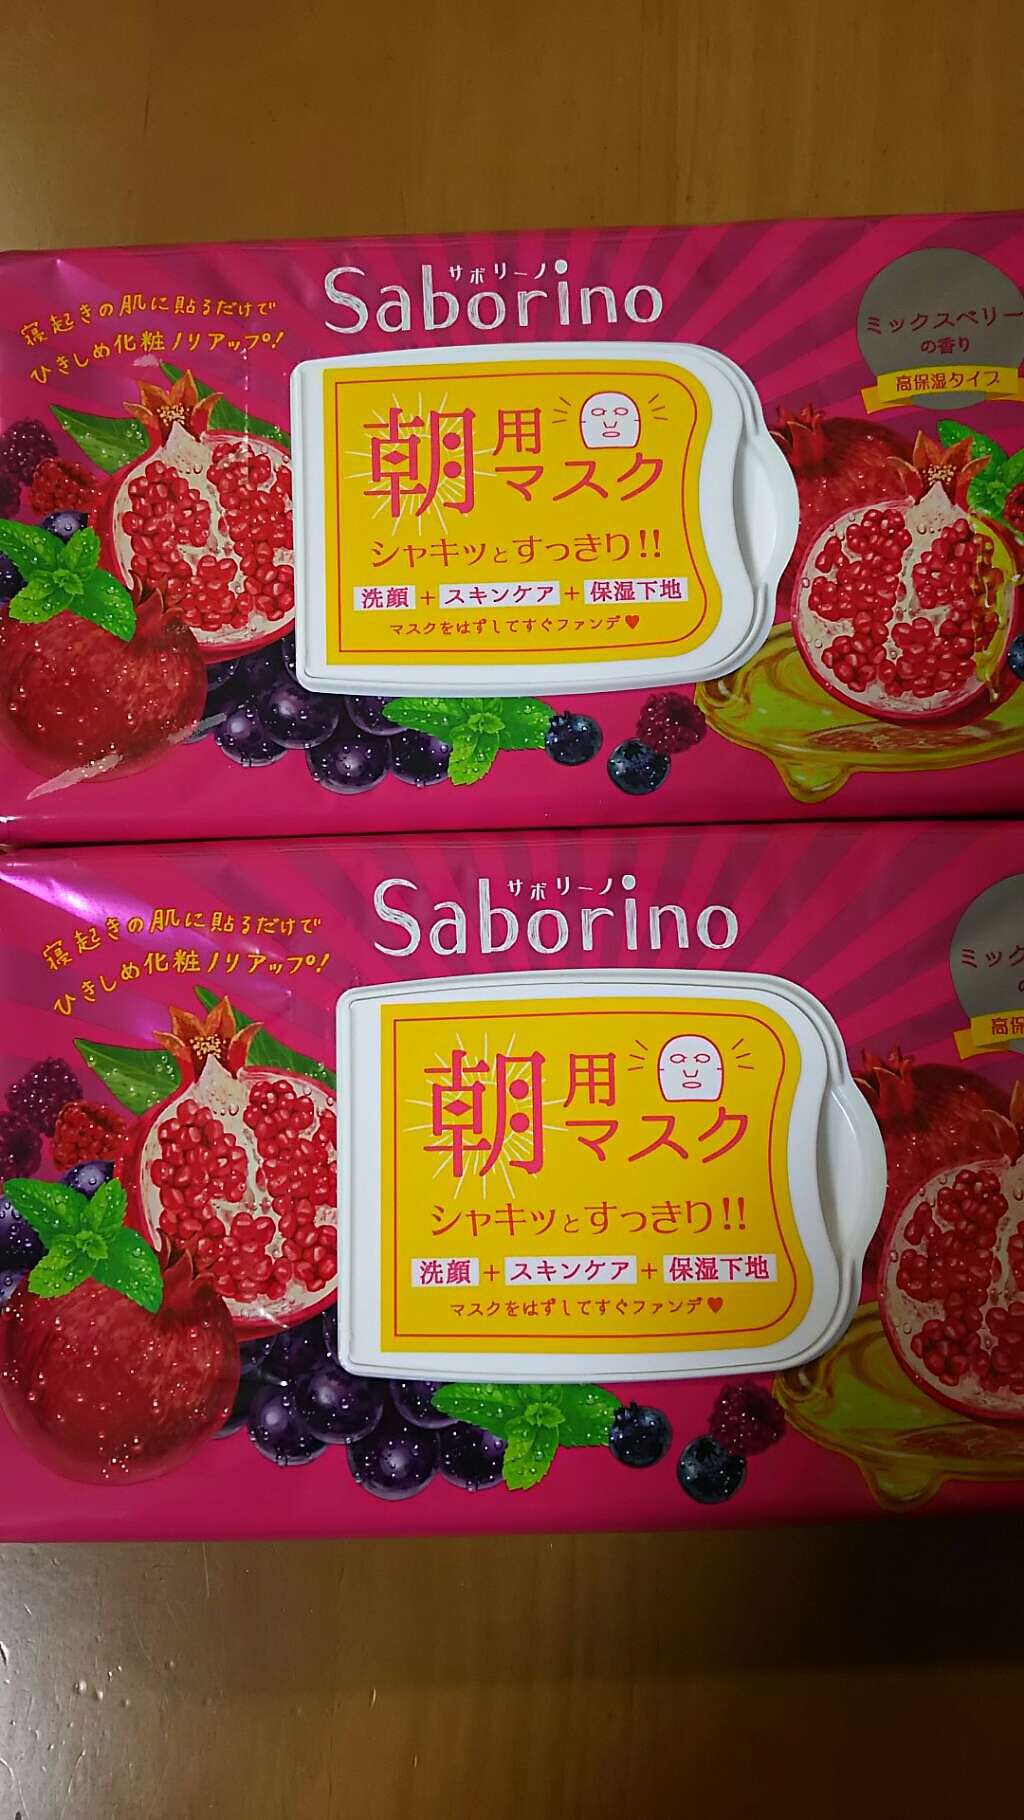 サボリーノ
Saborino
寝起きの肌に貼るだけで
ひきしめ化粧ノリアップ!
ミックスベリー
の香り
高保湿タイプ
朝用
マスク
シャキッとすっきり!!
洗顔+スキンケア+保湿下地
マスクをはずしてすぐファンデ♥
サボリーノ
Saborino
寝起きの肌に貼るだけで
ひきしめ化粧ノリアップ!
ミック
の
高保
朝用
マスク
シャキッとすっきり!!
洗顔+スキンケア+保湿下地
マスクをはずしてすぐファンデ♥